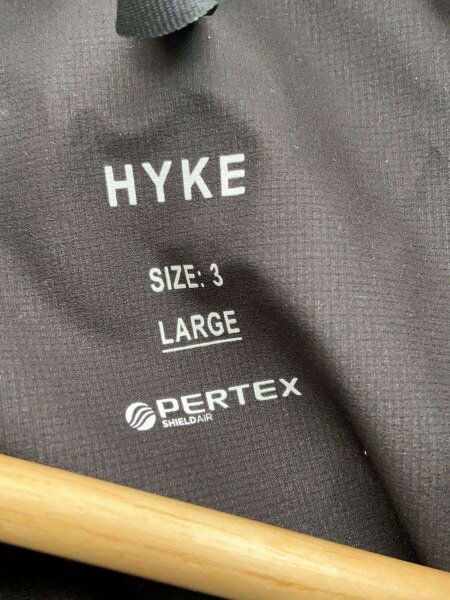 HYKE
SIZE: 3
LARGE
PERTEX
SHIELDAIR